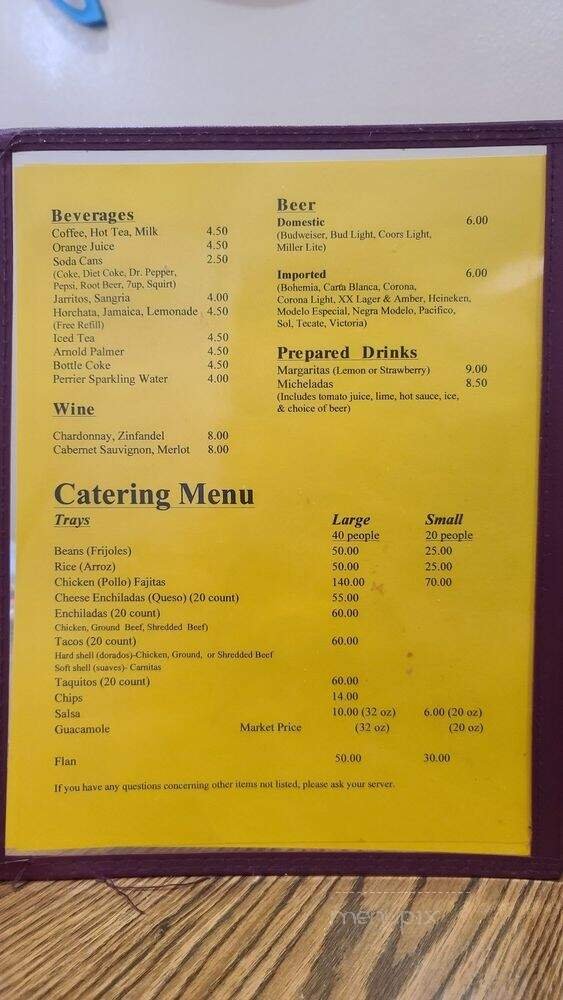 Beverages
Coffee, Hot Tea, Milk 4.50
Orange Juice 4.50
Soda Cans 2.50
(Coke, Diet Coke, Dr. Pepper,
Pepsi, Root Beer, 7up, Squirt)
Jarritos, Sangria 4.00
Horchata, Jamaica, Lemonade 4.50
(Free Refill)
Iced Tea 4.50
Arnold Palmer 4.50
Bottle Coke 4.50
Perrier Sparkling Water 4.00
Wine
Chardonnay, Zinfandel 8.00
Cabernet Sauvignon, Merlot 8.00
Beer
Domestic 6.00
(Budweiser, Bud Light, Coors Light,
Miller Lite)
Imported 6.00
(Bohemia, Carta Blanca, Corona,
Corona Light, XX Lager & Amber, Heineken,
Modelo Especial, Negra Modelo, Pacifico,
Sol, Tecate, Victoria)
Prepared Drinks
Margaritas (Lemon or Strawberry) 9.00
Micheladas 8.50
(Includes tomato juice, lime, hot sauce, ice,
& choice of beer)
Catering Menu
Trays Large Small
40 people 20 people
Beans (Frijoles) 50.00 25.00
Rice (Arroz) 50.00 25.00
Chicken (Pollo) Fajitas 140.00 70.00
Cheese Enchiladas (Queso) (20 count) 55.00
Enchiladas (20 count) 60.00
Chicken, Ground Beef, Shredded Beef)
Tacos (20 count) 60.00
Hard shell (dorados)-Chicken, Ground, or Shredded Beef
Soft shell (suaves)- Carnitas
Taquitos (20 count) 60.00
Chips 14.00
Salsa 10.00 (32 oz) 6.00 (20 oz)
Guacamole Market Price (32 oz) (20 oz)
Flan 50.00 30.00
If you have any questions concerning other items not listed, please ask your server.
menupix